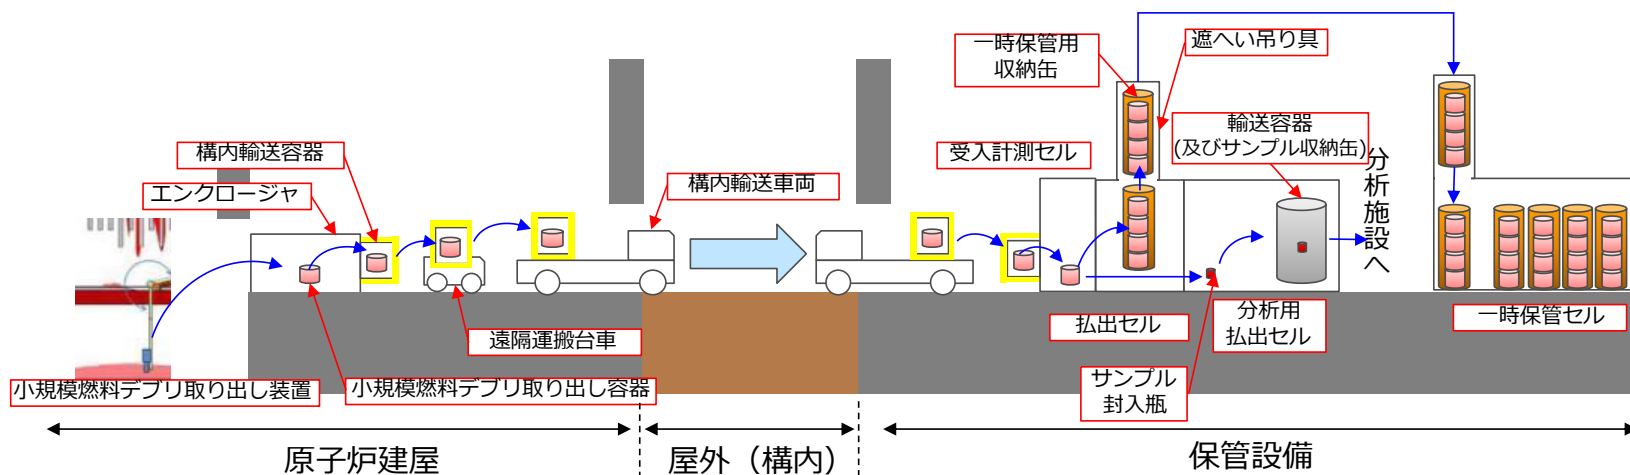 一時保管用
収納缶
遮へい吊り具
構内輸送容器
エンクロージャ
構内輸送車両
受入計測セル
輸送容器
(及びサンプル収納缶)
分析施設へ
遠隔運搬台車
払出セル
分析用
払出セル
一時保管セル
小規模燃料デブリ取り出し装置
小規模燃料デブリ取り出し容器
サンプル
封入瓶
原子炉建屋
屋外（構内）
保管設備